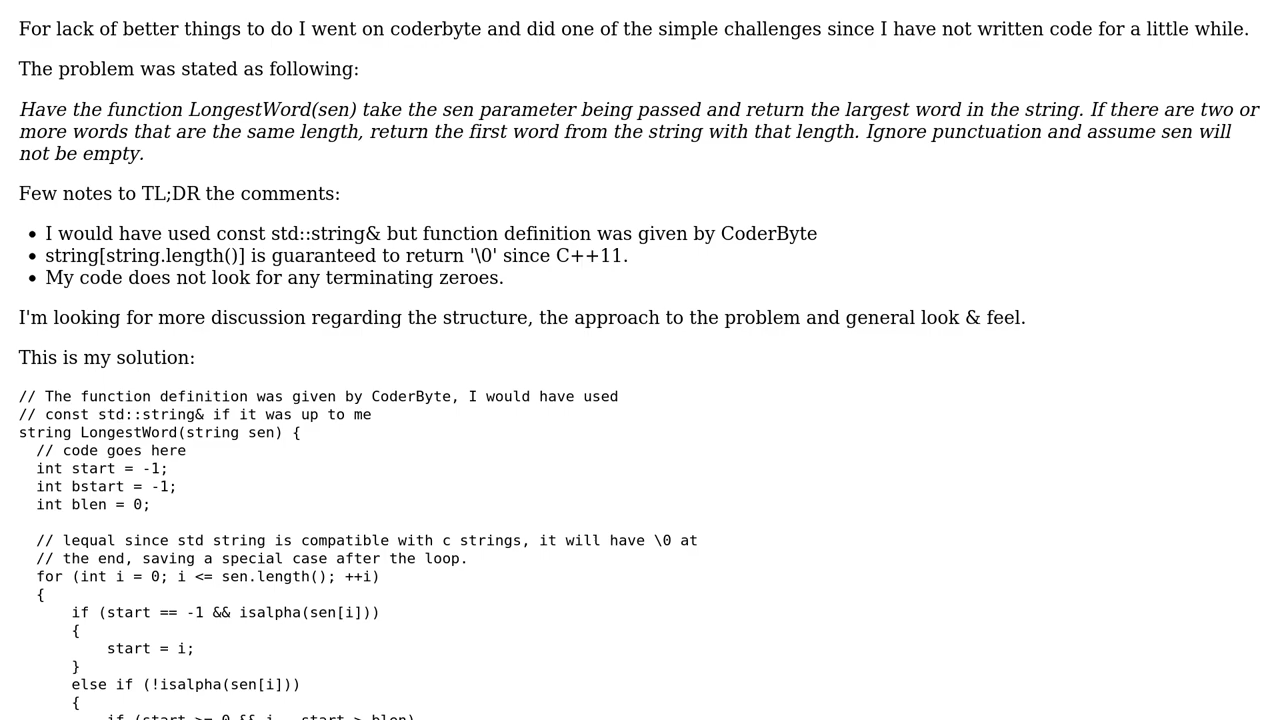 For lack of better things to do I went on coderbyte and did one of the simple challenges since I have not written code for a little while.
The problem was stated as following:
Have the function LongestWord(sen) take the sen parameter being passed and return the largest word in the string. If there are two or
more words that are the same length, return the first word from the string with that length. Ignore punctuation and assume sen will
not be empty.
Few notes to TL;DR the comments:
• I would have used const std::string& but function definition was given by CoderByte
• string[string.length()] is guaranteed to return '\0' since C++11.
• My code does not look for any terminating zeroes.
I'm looking for more discussion regarding the structure, the approach to the problem and general look & feel.
This is my solution:
// The function definition was given by CoderByte, I would have used
// const std::string& if it was up to me
string LongestWord(string sen) {
  // code goes here
  int start = -1;
  int bstart = -1;
  int blen = 0;
  // lequal since std string is compatible with c strings, it will have \0 at
  // the end, saving a special case after the loop.
  for (int i = 0; i <= sen.length(); ++i)
  {
      if (start == -1 && isalpha(sen[i]))
      {
          start = i;
      }
      else if (!isalpha(sen[i]))
      {
          if (start >= 0 && i - start > blen)